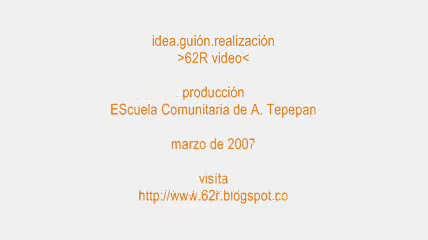 idea.guión.realización
>62R video<
producción
EScuela Comunitaria de A. Tepepan
marzo de 2007
visita
http://www.62r.blogspot.co